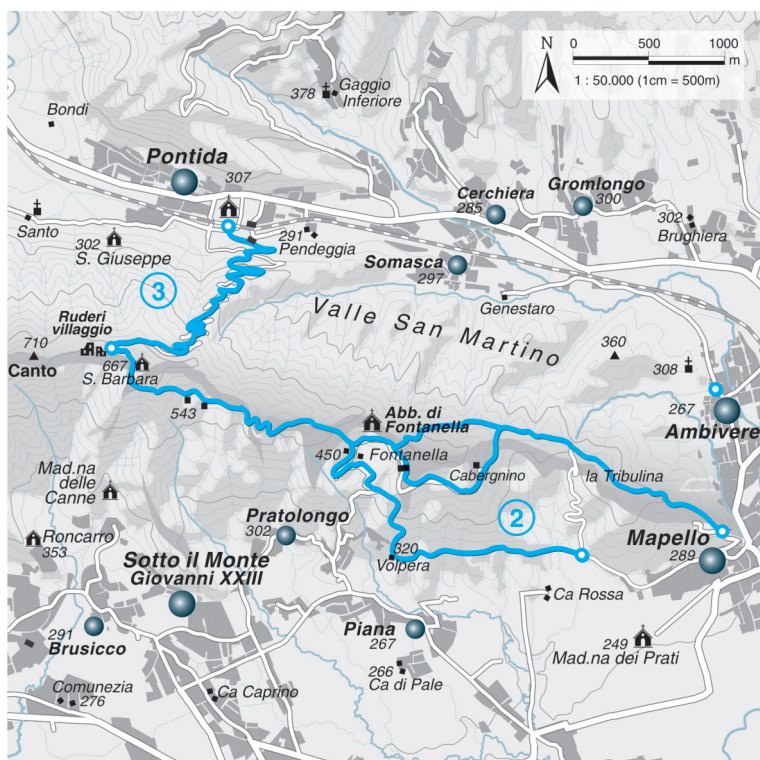 N
0 500 1000
m
1 : 50.000 (1cm = 500m)
Gaggio
378 Inferiore
Bondi
Pontida
307
Cerchiera
285
Gromlongo
300
302
Brughiera
Santo
302
S. Giuseppe
291
Pendeggia
Somasca
297
Genestaro
3
Valle San Martino
Ruderi
villaggio
710
Canto
667
S. Barbara
360
308
267
Ambivere
543
Abb. di
Fontanella
450 Fontanella
Cabergnino
la Tribulina
Mad.na
delle
Canne
2
Pratolongo
302
Roncarro
353
320
Volpera
Mapello
289
Sotto il Monte
Giovanni XXIII
Ca Rossa
291
Brusicco
Piana
267
249
Mad.na dei Prati
266
Ca di Pale
Comunezia
276
Ca Caprino